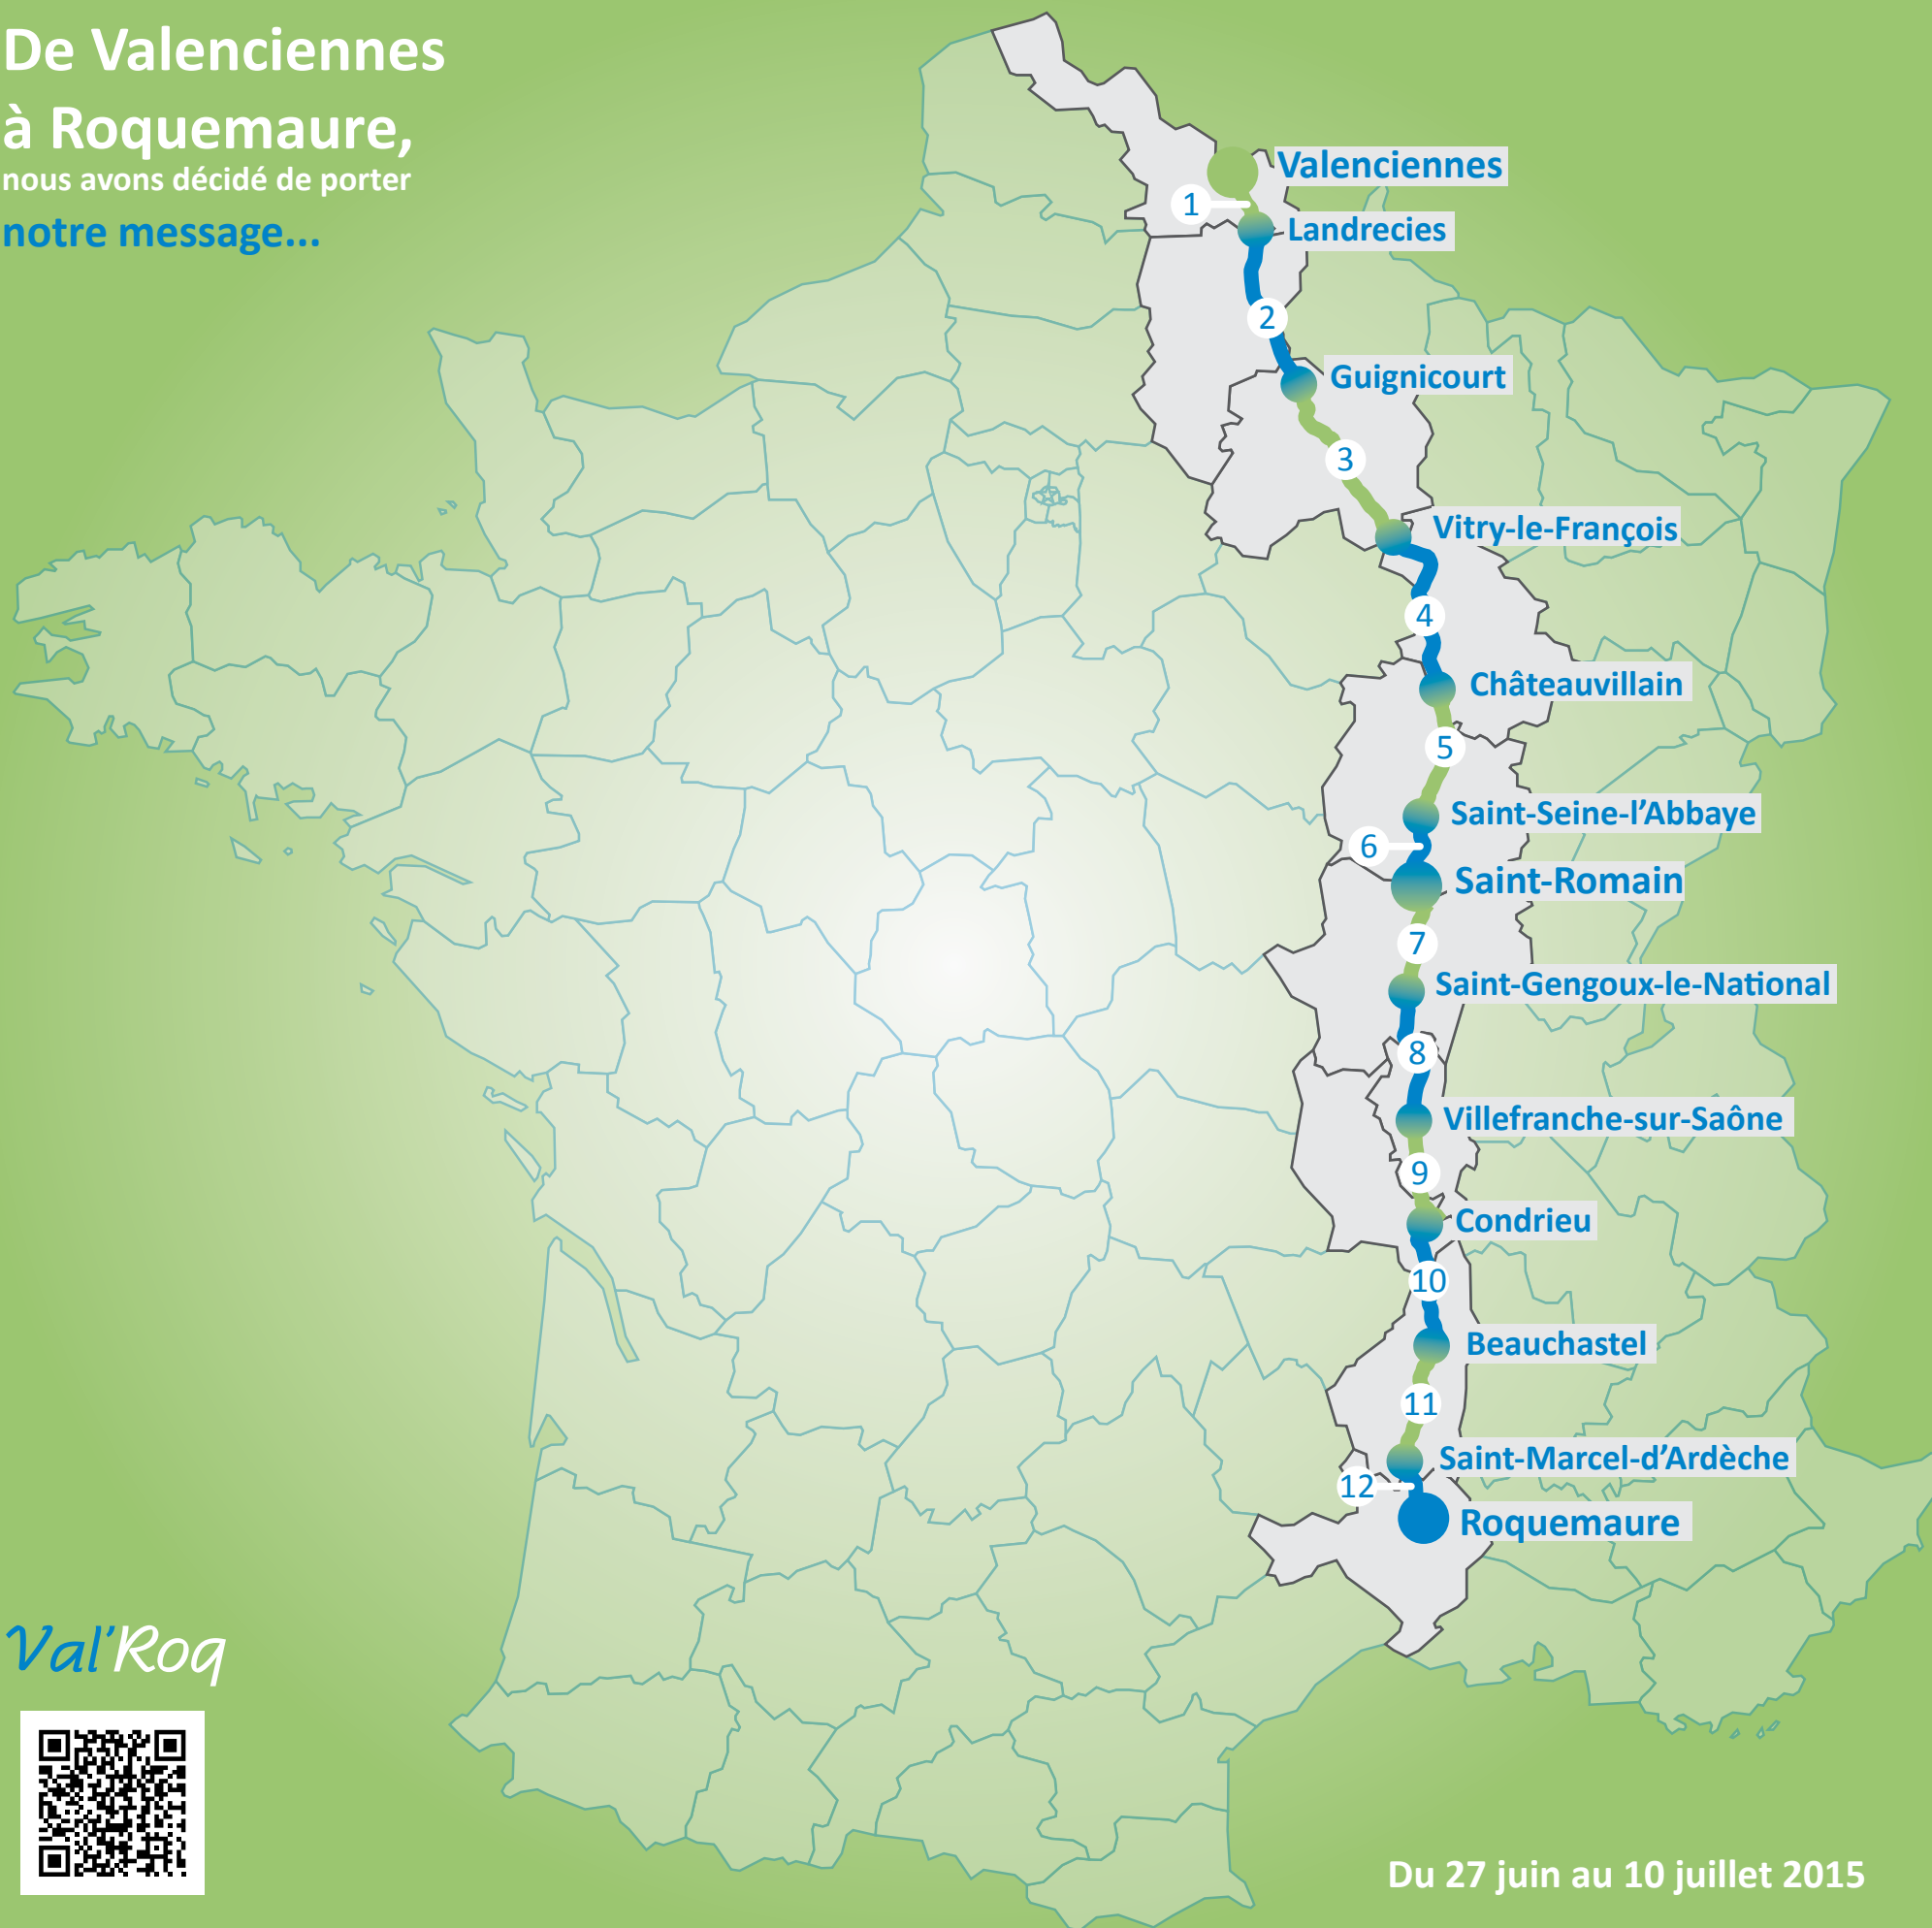 De Valenciennes
à Roquemaure,
nous avons décidé de porter
notre message...
Valenciennes
1
Landrecies
2
Guignicourt
3
Vitry-le-François
4
Châteauvillain
5
Saint-Seine-l’Abbaye
6
Saint-Romain
7
Saint-Gengoux-le-National
8
Villefranche-sur-Saône
9
Condrieu
10
Beauchastel
11
Saint-Marcel-d’Ardèche
12
Roquemaure
Val’Roq
Du 27 juin au 10 juillet 2015